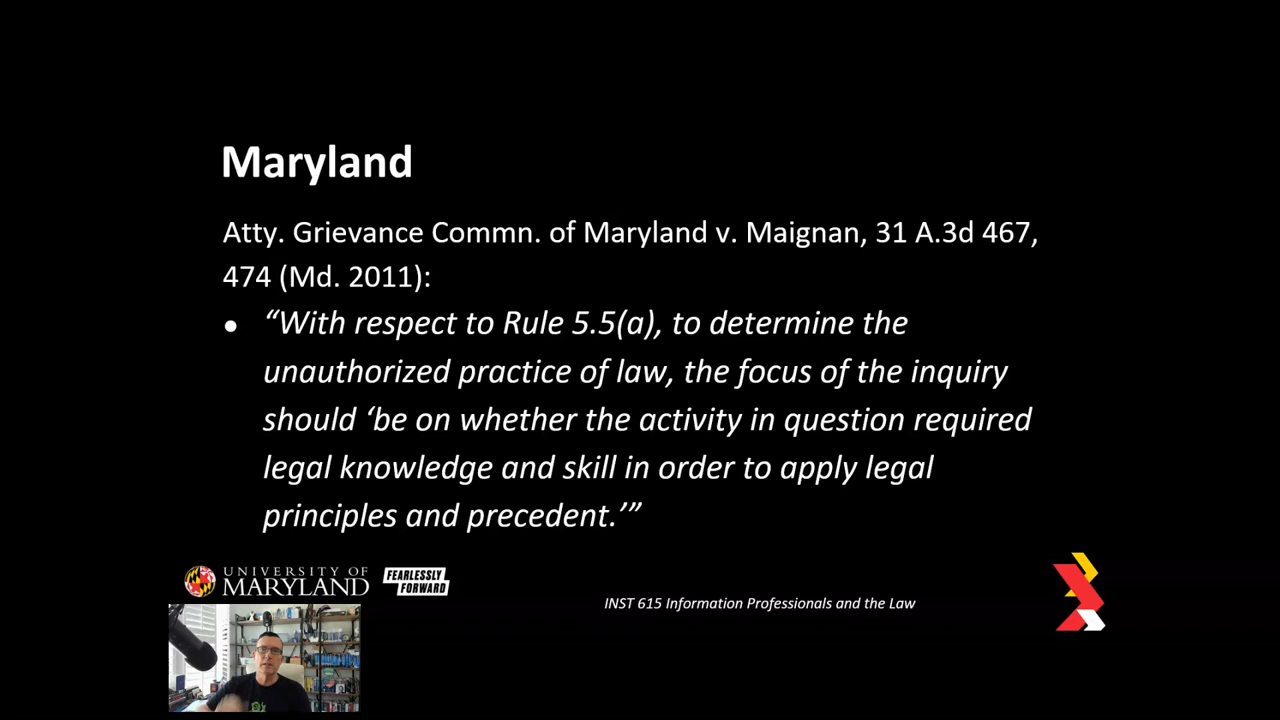 Maryland
Atty. Grievance Commn. of Maryland v. Maignan, 31 A.3d 467,
474 (Md. 2011):
● “With respect to Rule 5.5(a), to determine the
unauthorized practice of law, the focus of the inquiry
should ‘be on whether the activity in question required
legal knowledge and skill in order to apply legal
principles and precedent.’”
UNIVERSITY OF
MARYLAND
FEARLESSLY
FORWARD
INST 615 Information Professionals and the Law